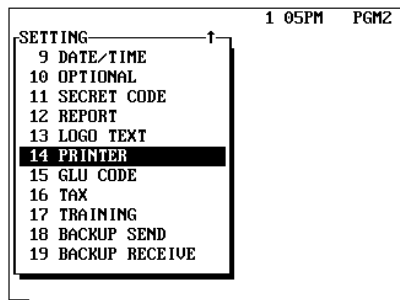 1 05PM PGM2
SETTING ↑
9 DATE/TIME
10 OPTIONAL
11 SECRET CODE
12 REPORT
13 LOGO TEXT
14 PRINTER
15 GLU CODE
16 TAX
17 TRAINING
18 BACKUP SEND
19 BACKUP RECEIVE